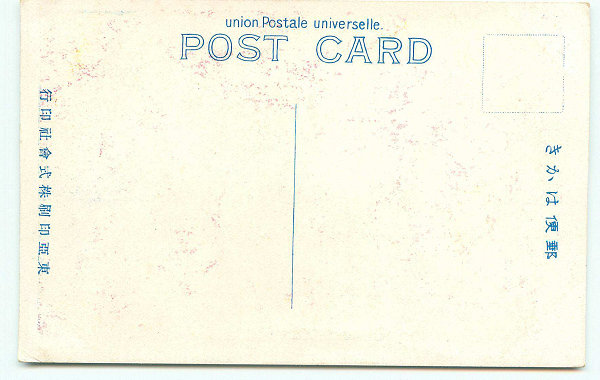 union Postale universelle.
POST CARD
郵便はかき
東亞印刷株式會社印行